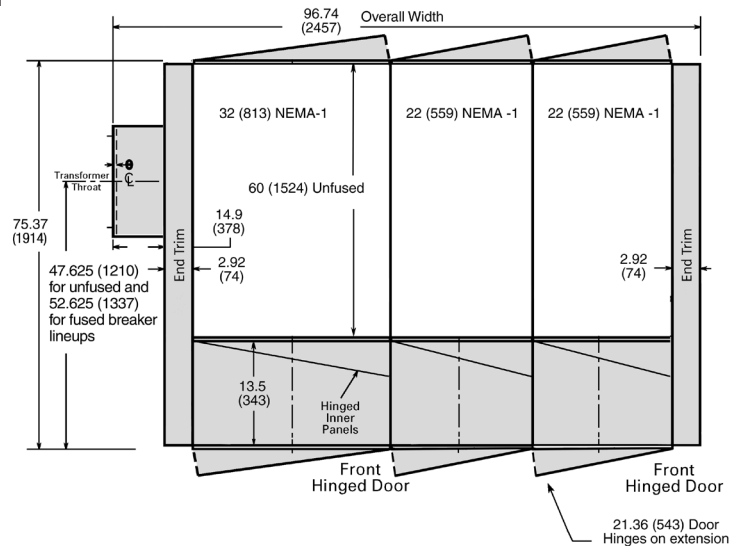 96.74
(2457)
Overall Width
32 (813) NEMA-1
22 (559) NEMA -1
22 (559) NEMA -1
Transformer
Throat
60 (1524) Unfused
75.37
(1914)
14.9
(378)
47.625 (1210)
for unfused and
52.625 (1337)
for fused breaker
lineups
End Trim
2.92
(74)
2.92
(74)
End Trim
13.5
(343)
Hinged
Inner
Panels
Front
Hinged Door
Front
Hinged Door
21.36 (543) Door
Hinges on extension